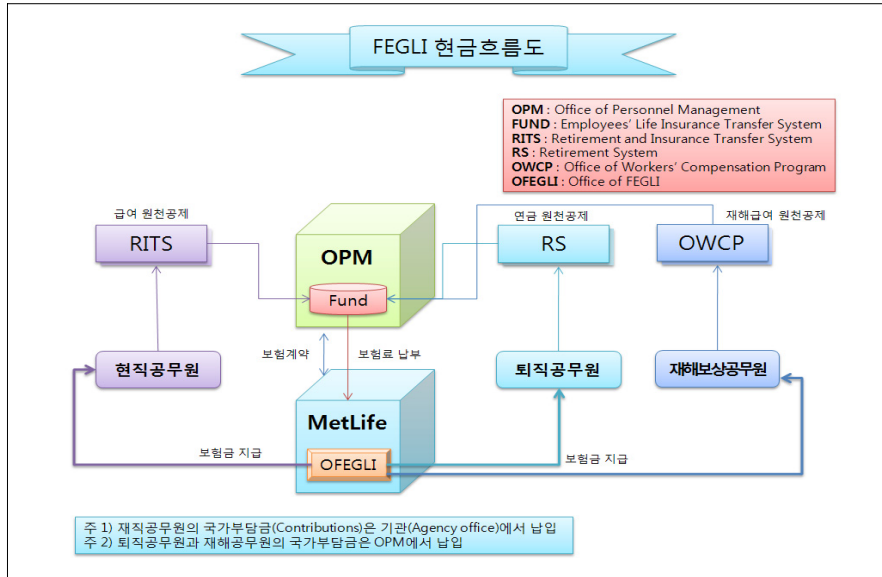 FEGLI 현금흐름도
OPM : Office of Personnel Management
FUND : Employees' Life Insurance Transfer System
RITS : Retirement and Insurance Transfer System
RS : Retirement System
OWCP : Office of Workers' Compensation Program
OFEGLI : Office of FEGLI
급여 원천공제
연금 원천공제
재해급여 원천공제
RITS
OPM
RS
OWCP
Fund
보험계약
보험료 납부
현직공무원
퇴직공무원
재해보상공무원
MetLife
보험금 지급
OFEGLI
보험금 지급
주 1) 재직공무원의 국가부담금(Contributions)은 기관(Agency office)에서 납입
주 2) 퇴직공무원과 재해공무원의 국가부담금은 OPM에서 납입